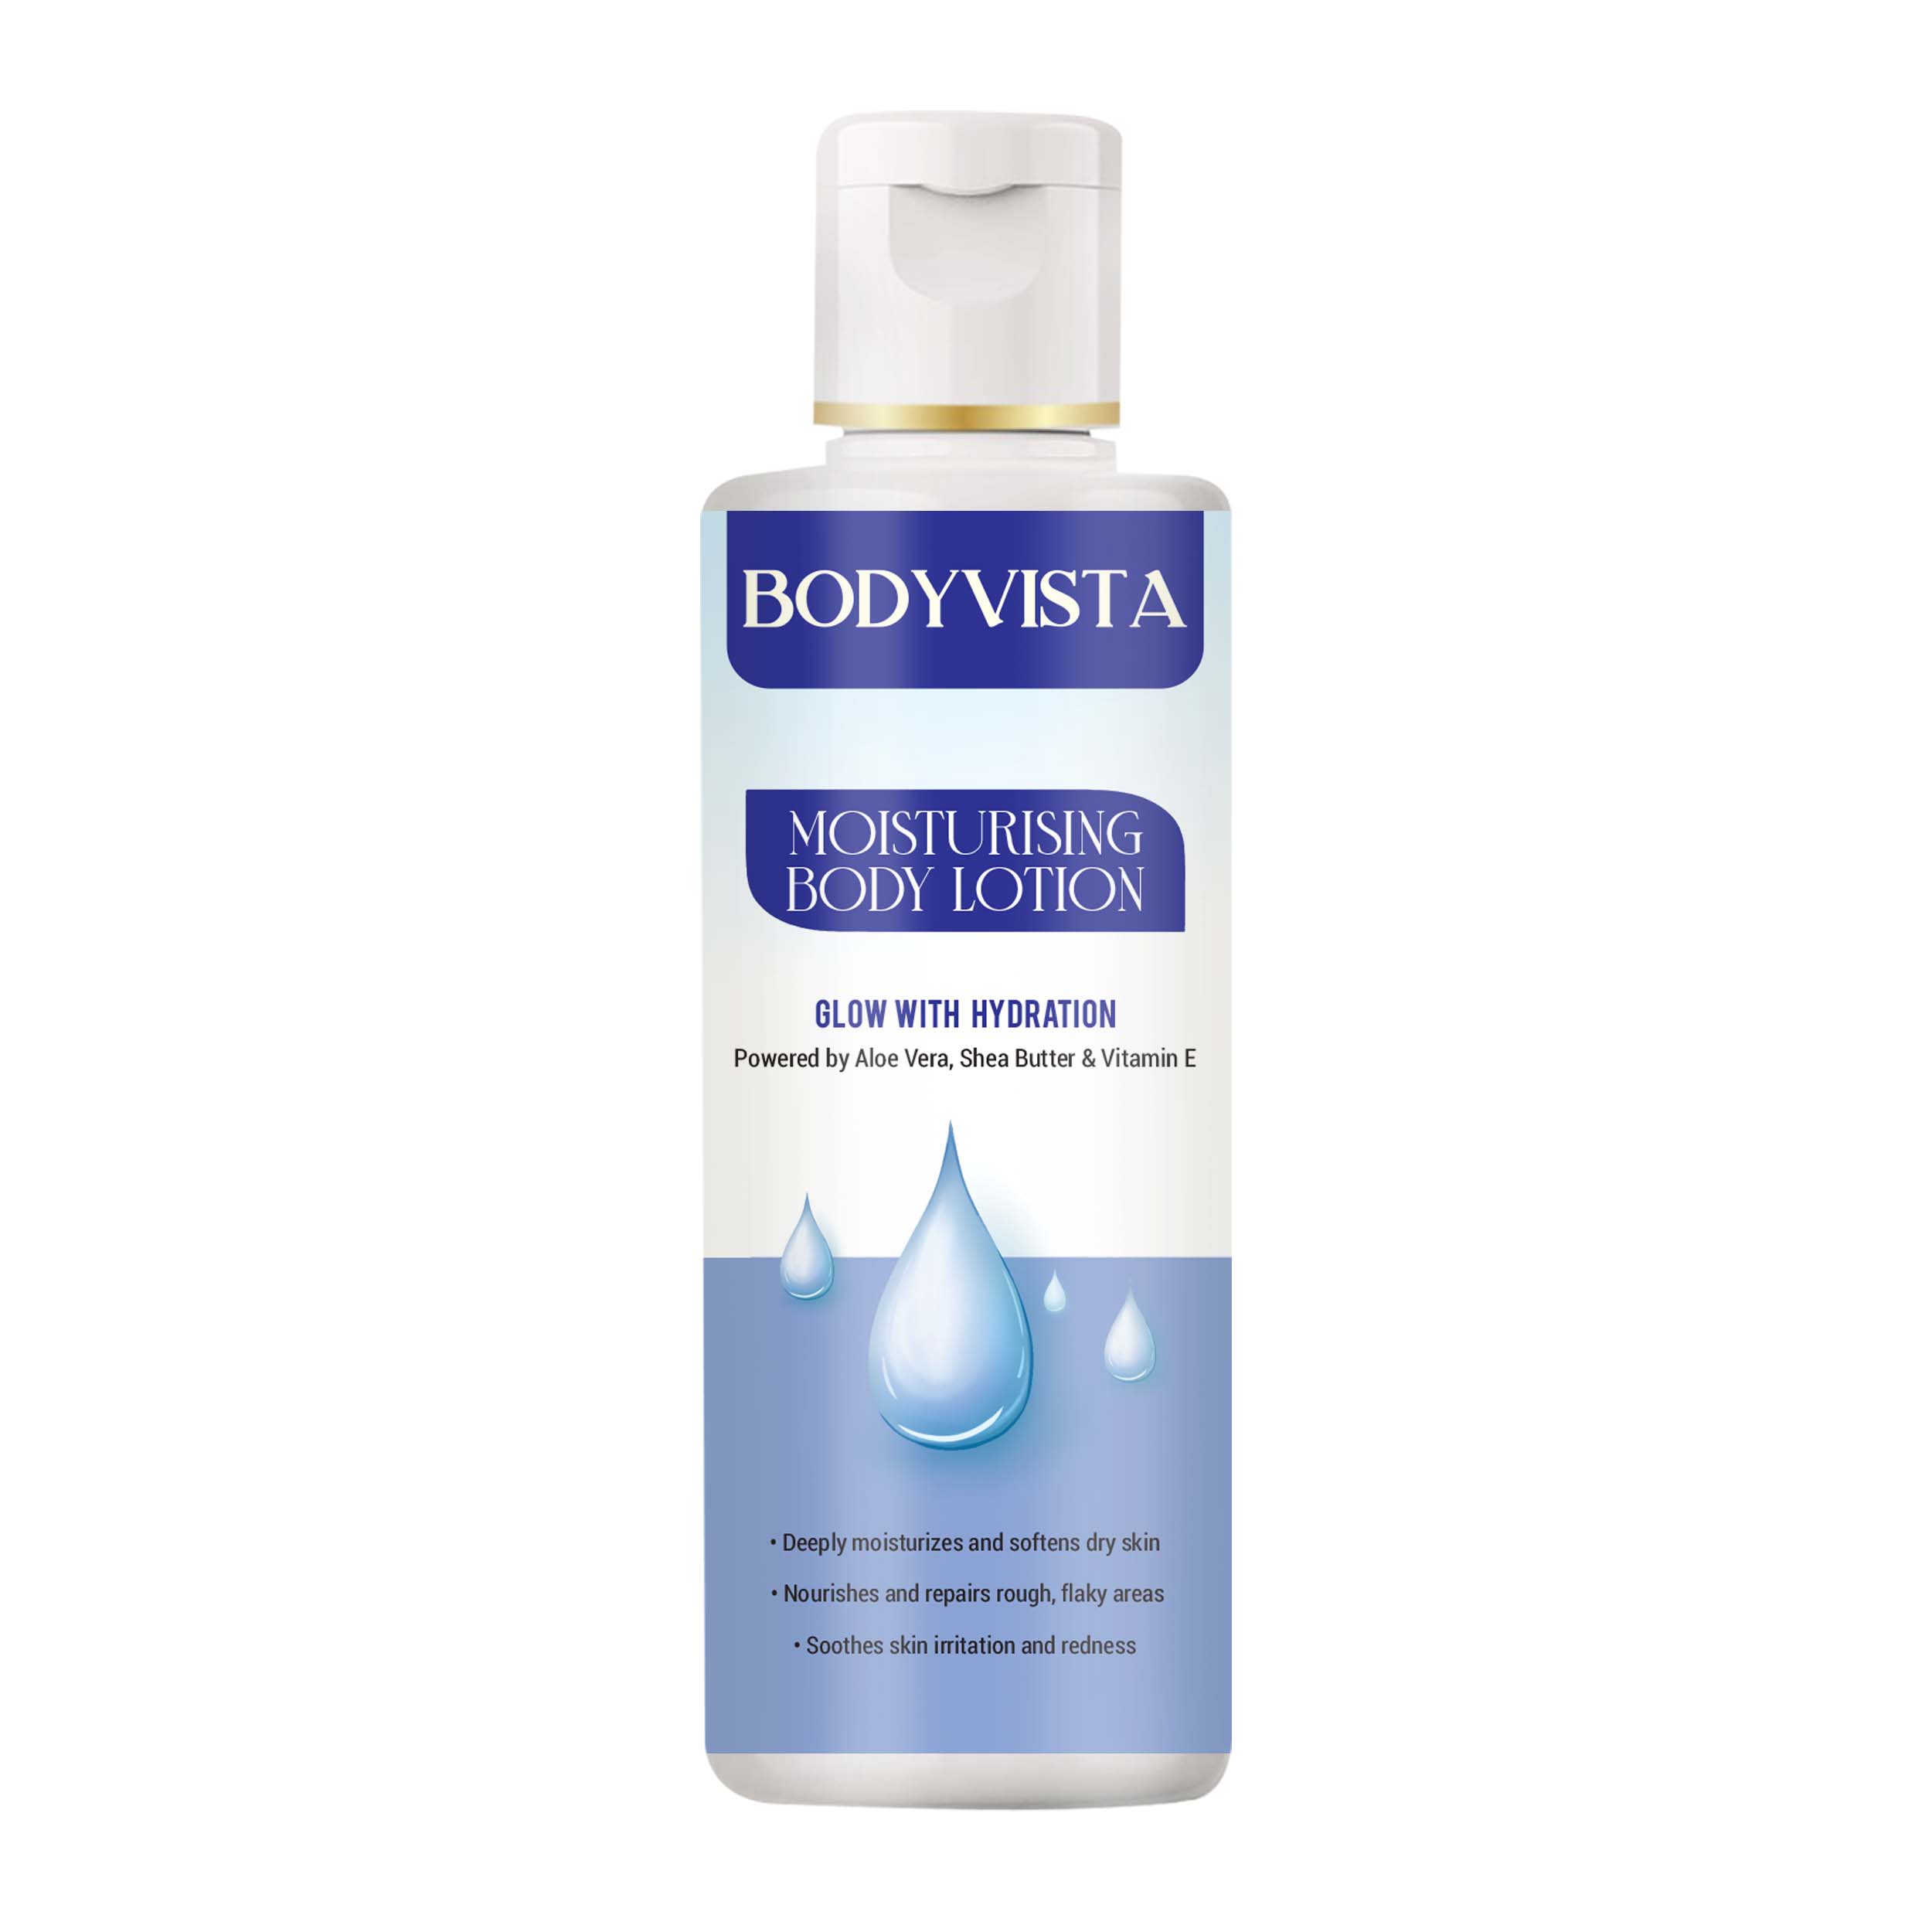 BODYVISTA
MOISTURISING
BODY LOTION
GLOW WITH HYDRATION
Powered by Aloe Vera, Shea Butter & Vitamin E
• Deeply moisturizes and softens dry skin
• Nourishes and repairs rough, flaky areas
• Soothes skin irritation and redness